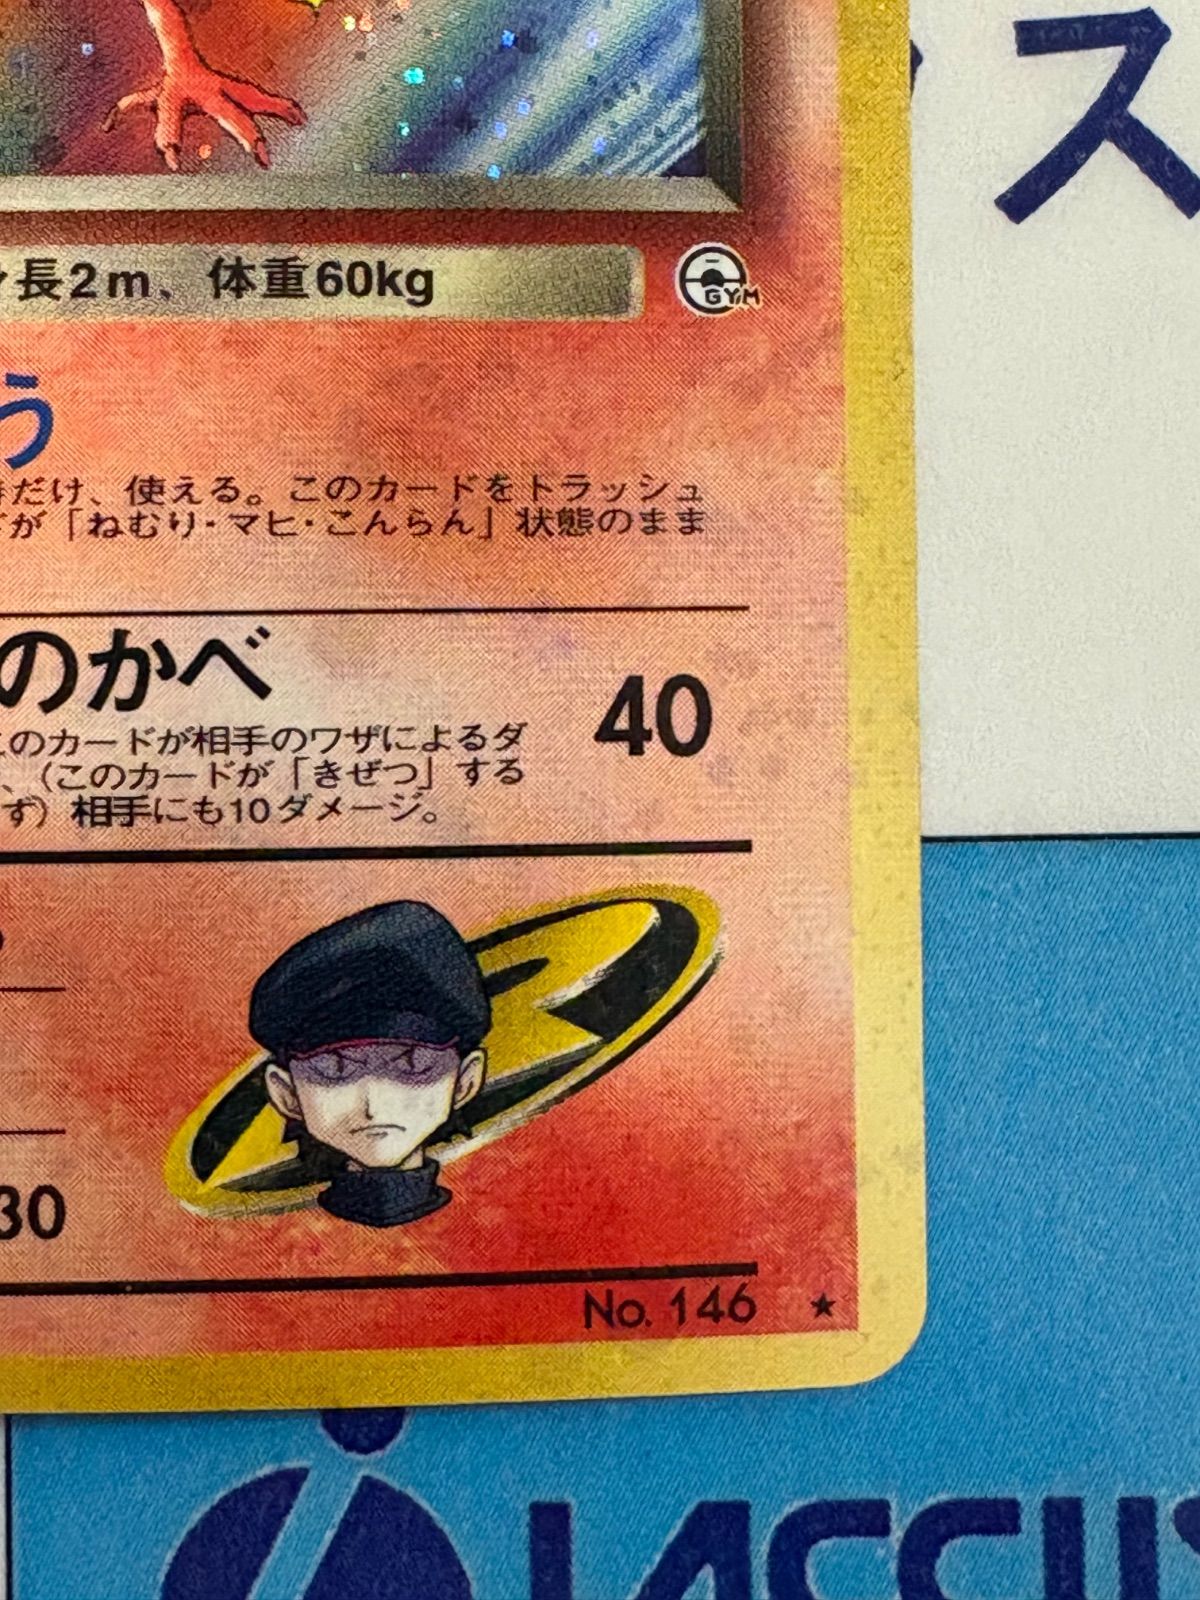 ス
長2m、体重60kg
GYM
う
だけ、使える。このカードをトラッシュ
が「ねむり・マヒ・こんらん」状態のまま
のかべ
40
このカードが相手のワザによるダ
、(このカードが「きぜつ」する
ず) 相手にも10ダメージ。
R
30
No. 146 ★